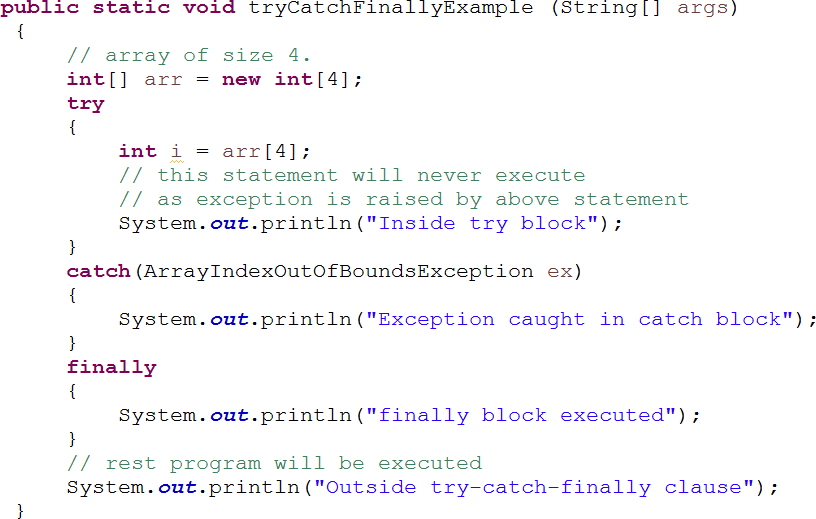 public static void tryCatchFinallyExample (String[] args)
{
// array of size 4.
int[] arr = new int[4];
try
{
int i = arr[4];
// this statement will never execute
// as exception is raised by above statement
System.out.println("Inside try block");
}
catch(ArrayIndexOutOfBoundsException ex)
{
System.out.println("Exception caught in catch block");
}
finally
{
System.out.println("finally block executed");
}
// rest program will be executed
System.out.println("Outside try-catch-finally clause");
}